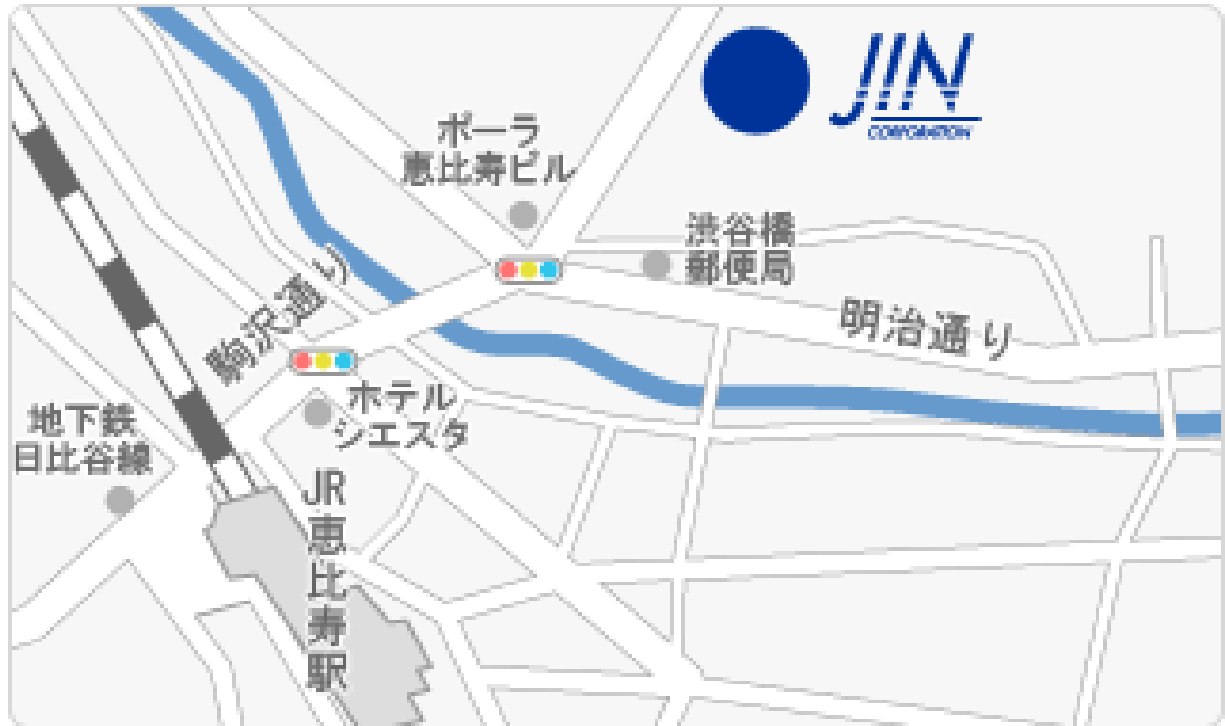 JIN
CORPORATION
ポーラ
恵比寿ビル
渋谷橋
郵便局
駒沢通り
明治通り
ホテル
シエスタ
地下鉄
日比谷線
JR恵比寿駅